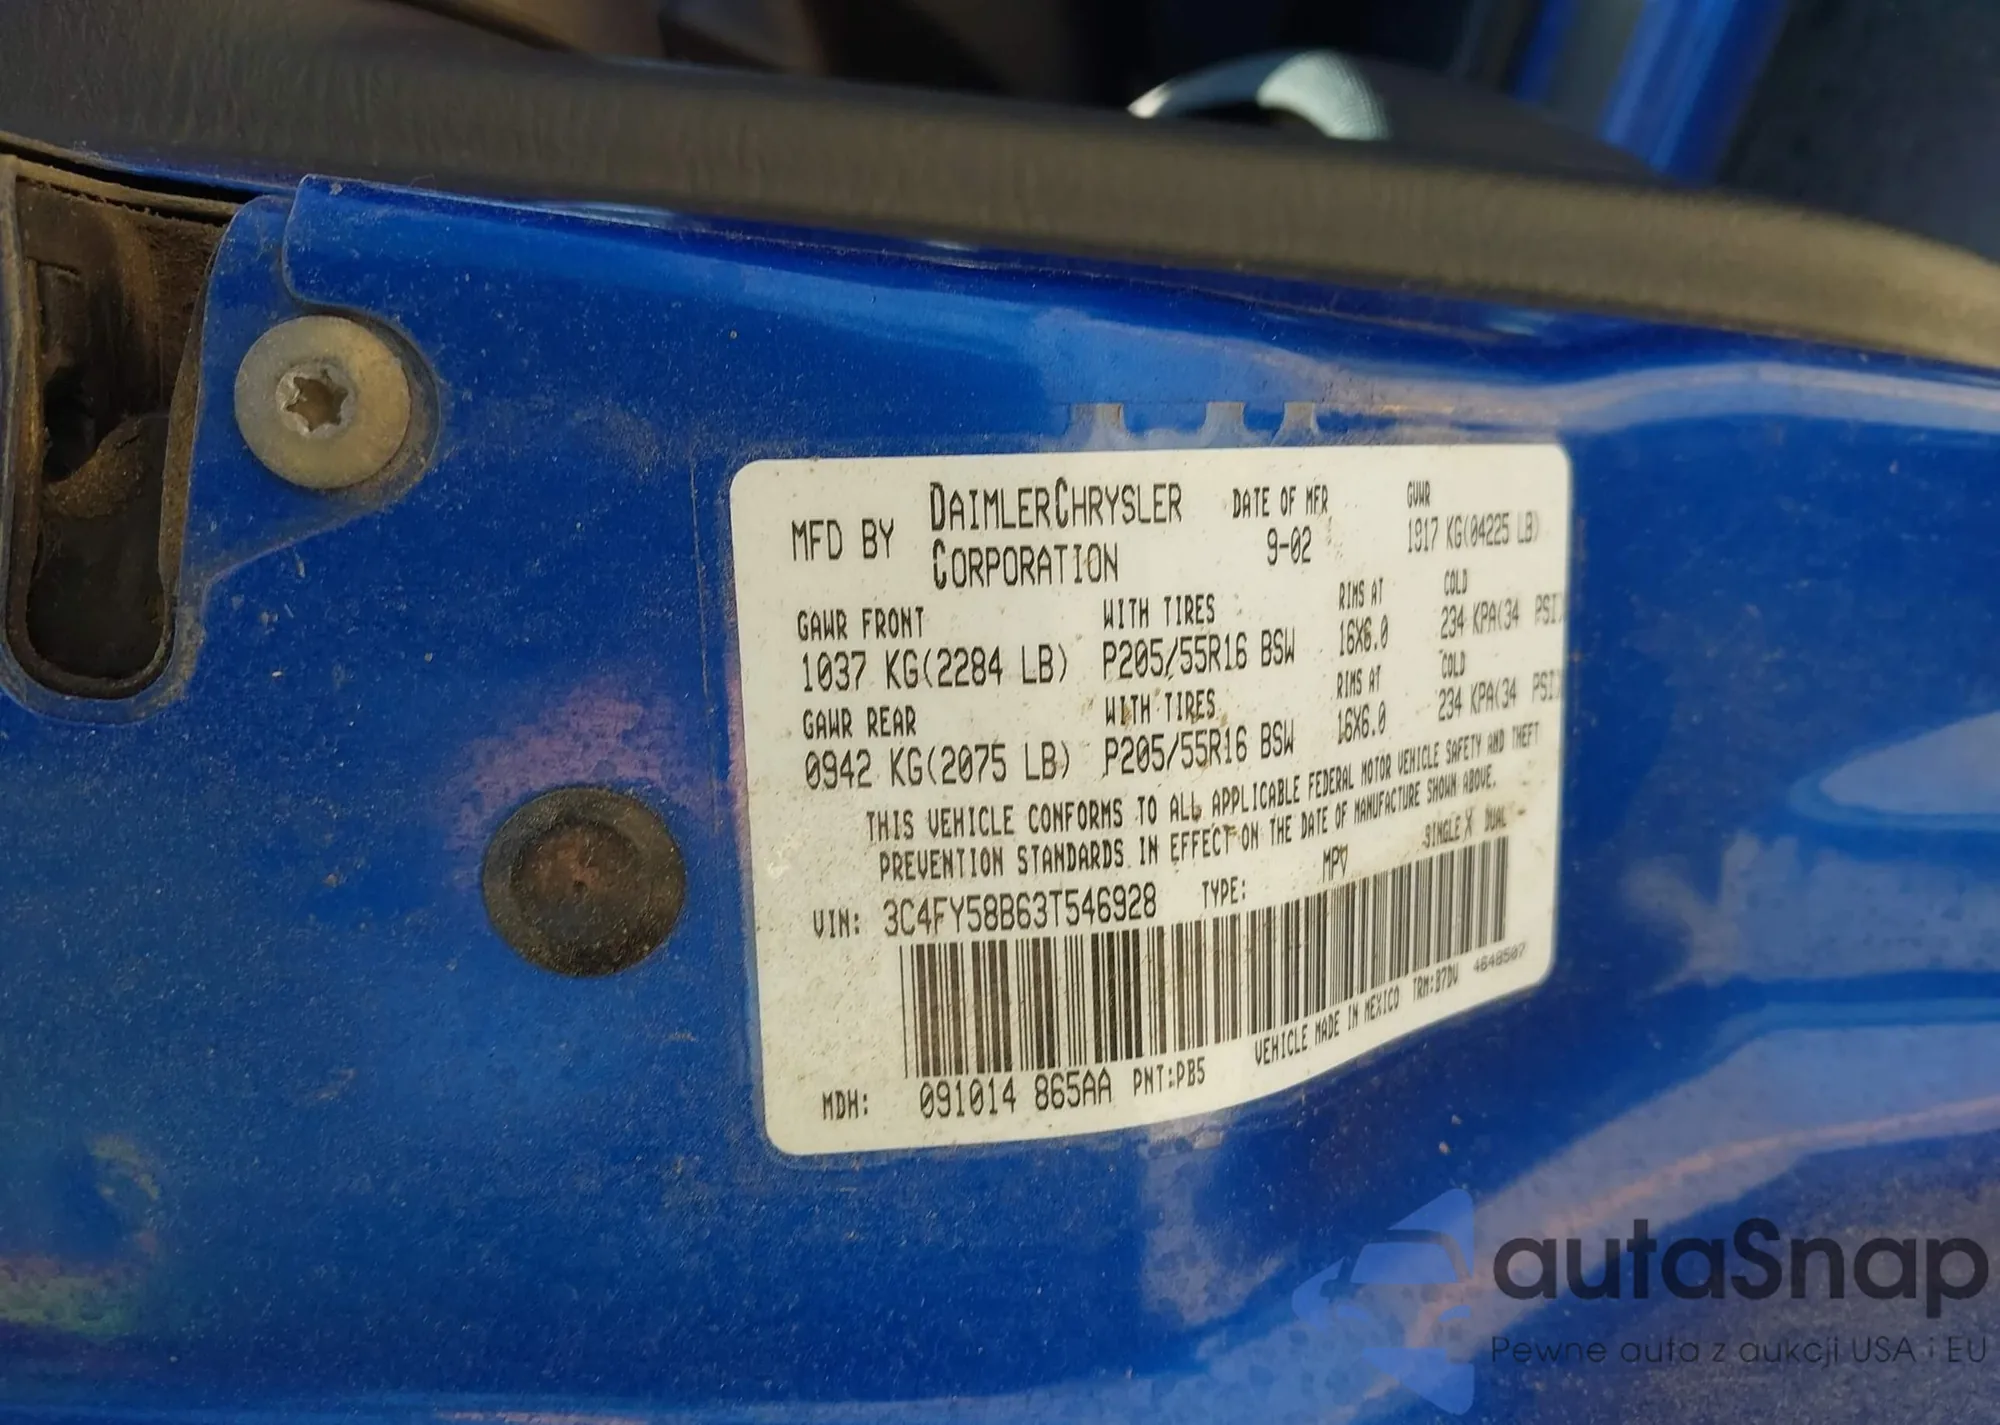 MFD BY DAIMLERCHRYSLER CORPORATION DATE OF MFR 9-02 GVWR 1917 KG(04225 LB)
GAWR FRONT WITH TIRES RIMS AT COLD
1037 KG(2284 LB) P205/55R16 BSW 16X6.0 234 KPA(34 PSI)
GAWR REAR WITH TIRES RIMS AT COLD
0942 KG(2075 LB) P205/55R16 BSW 16X6.0 234 KPA(34 PSI)
THIS VEHICLE CONFORMS TO ALL APPLICABLE FEDERAL MOTOR VEHICLE SAFETY AND THEFT
PREVENTION STANDARDS IN EFFECT ON THE DATE OF MANUFACTURE SHOWN ABOVE.
VIN: 3C4FY58B63T546928 TYPE: MPV SINGLE X DUAL -
MDH: 091014 865AA PNT:PB5 VEHICLE MADE IN MEXICO TRM:B7DV 4648507
autaSnap
Pewne auta z aukcji USA i EU